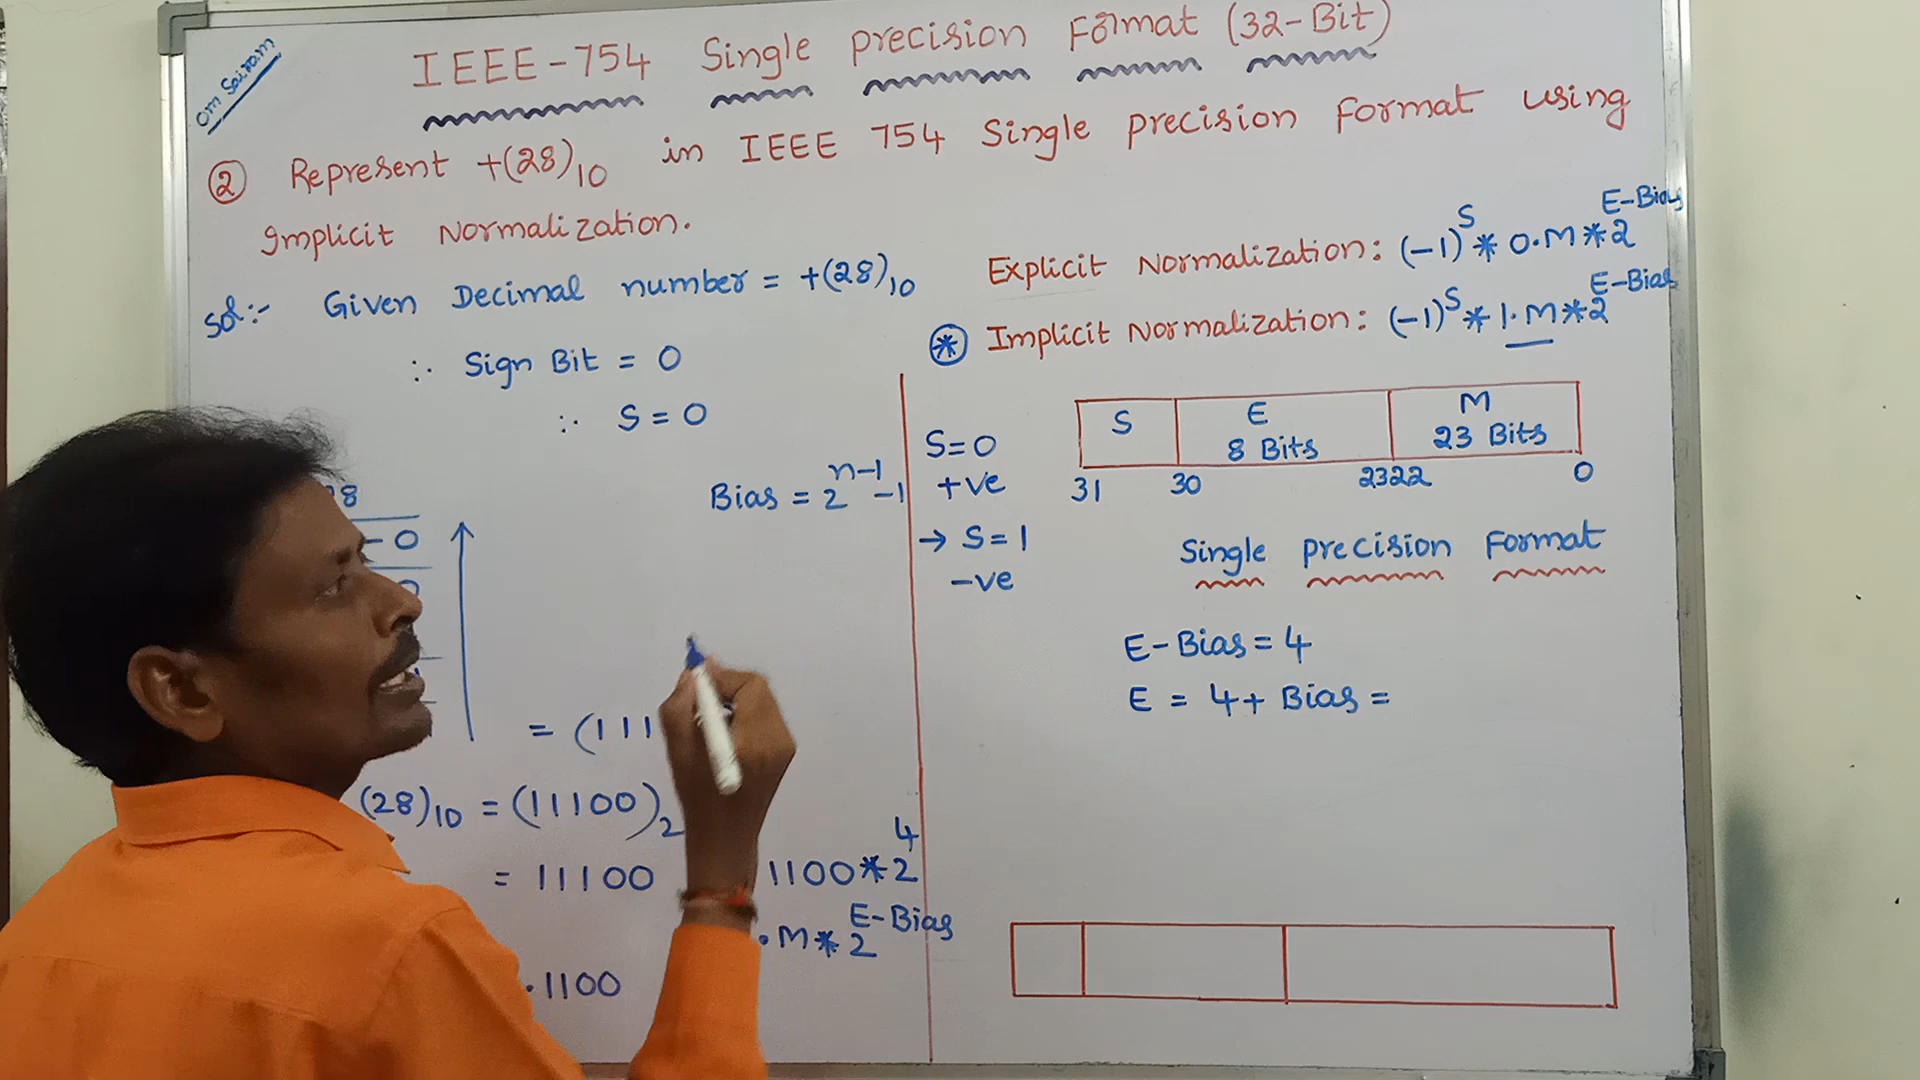 Om Sairam
IEEE-754 Single precision Format (32-Bit)
② Represent +(28)10 in IEEE 754 Single precision Format using
Implicit Normalization.
Sol:- Given Decimal number = +(28)10
∴ Sign Bit = 0
∴ S = 0
Explicit Normalization: (-1)^S * 0.M * 2^E-Bias
⊛ Implicit Normalization: (-1)^S * 1.M * 2^E-Bias
8
- 0
Bias = 2^n-1 -1
= (111
(28)10 = (11100)2
= 11100
1100 * 2^4
.M * 2^E-Bias
.1100
S=0
+ve
→ S=1
-ve
S E M
8 Bits 23 Bits
31 30 23 22 0
Single precision Format
E-Bias = 4
E = 4 + Bias =